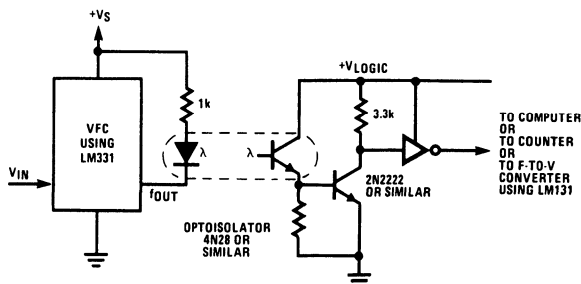 +VS
1k
VFC
USING
LM331
VIN
fOUT
λ
λ
+VLOGIC
3.3k
2N2222
OR SIMILAR
OPTOISOLATOR
4N28 OR
SIMILAR
TO COMPUTER
OR
TO COUNTER
OR
TO F-TO-V
CONVERTER
USING LM131